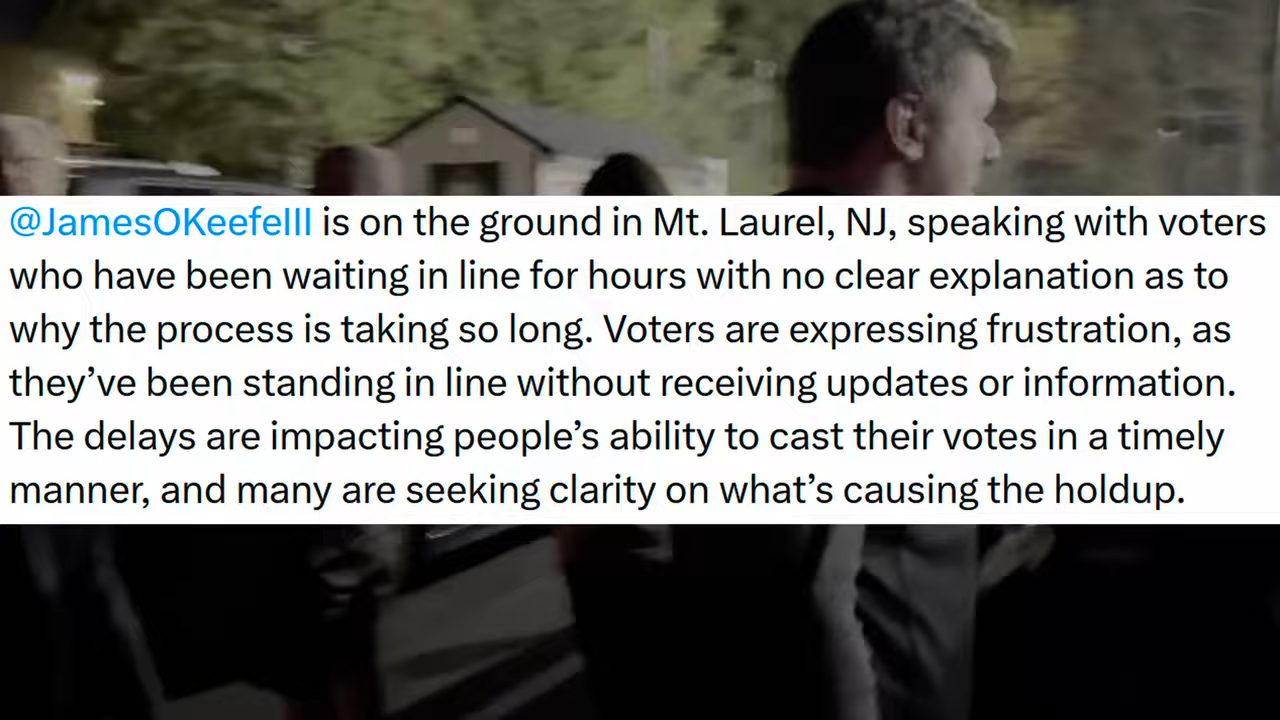 @JamesOKeefeIII is on the ground in Mt. Laurel, NJ, speaking with voters
who have been waiting in line for hours with no clear explanation as to
why the process is taking so long. Voters are expressing frustration, as
they’ve been standing in line without receiving updates or information.
The delays are impacting people’s ability to cast their votes in a timely
manner, and many are seeking clarity on what’s causing the holdup.